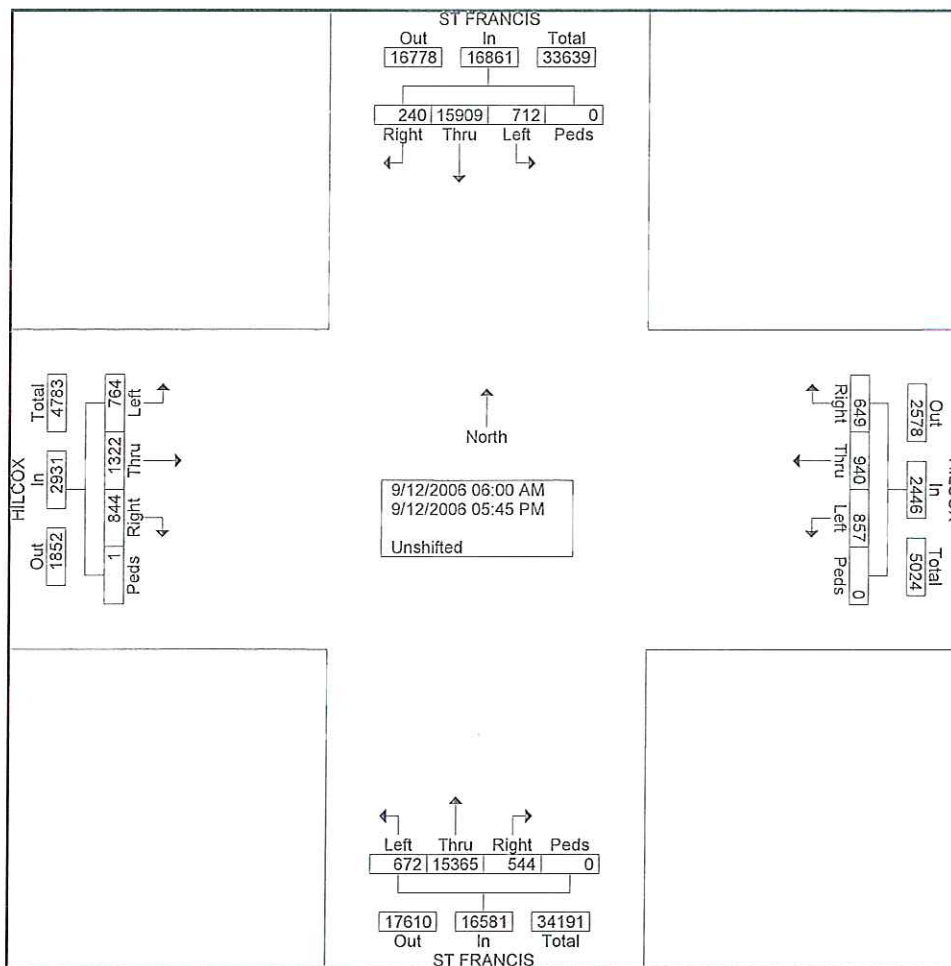 ST FRANCIS
Out In Total
16778 16861 33639
240 15909 712 0
Right Thru Left Peds
HILCOX
Total In Out
4783 2931 1852
764 1322 844 1
Left Thru Right Peds
North
9/12/2006 06:00 AM
9/12/2006 05:45 PM
Unshifted
Right Thru Left Peds
649 940 857 0
2578 2446 5024
Out In Total
HILCOX
Left Thru Right Peds
672 15365 544 0
17610 16581 34191
Out In Total
ST FRANCIS